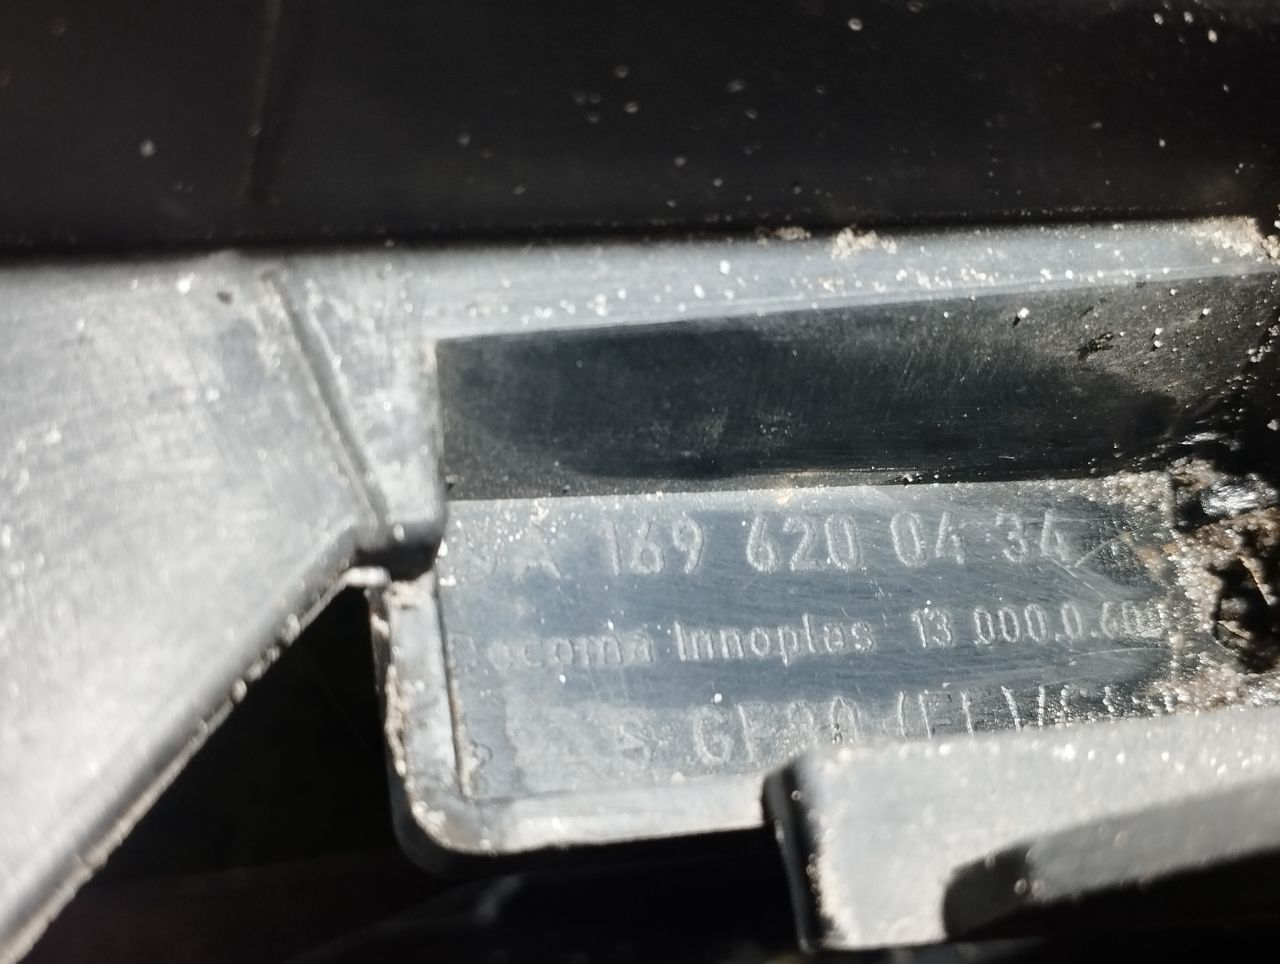 A 169 620 04 34
Decoma Innoplas 13 000.0.600
GF30